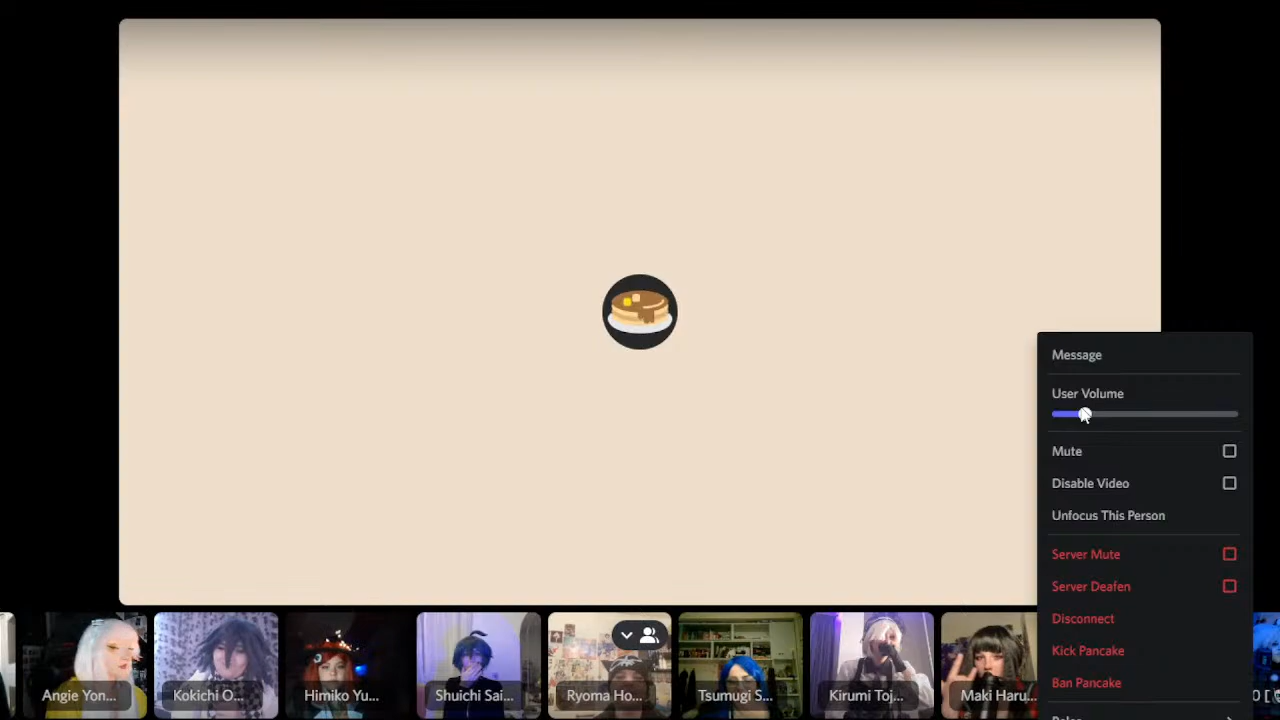 Message
User Volume
Mute
Disable Video
Unfocus This Person
Server Mute
Server Deafen
Disconnect
Kick Pancake
Ban Pancake
Roles
Angie Yon...
Kokichi O...
Himiko Yu...
Shuichi Sai...
Ryoma Ho...
Tsumugi S...
Kirumi Toj...
Maki Haru...